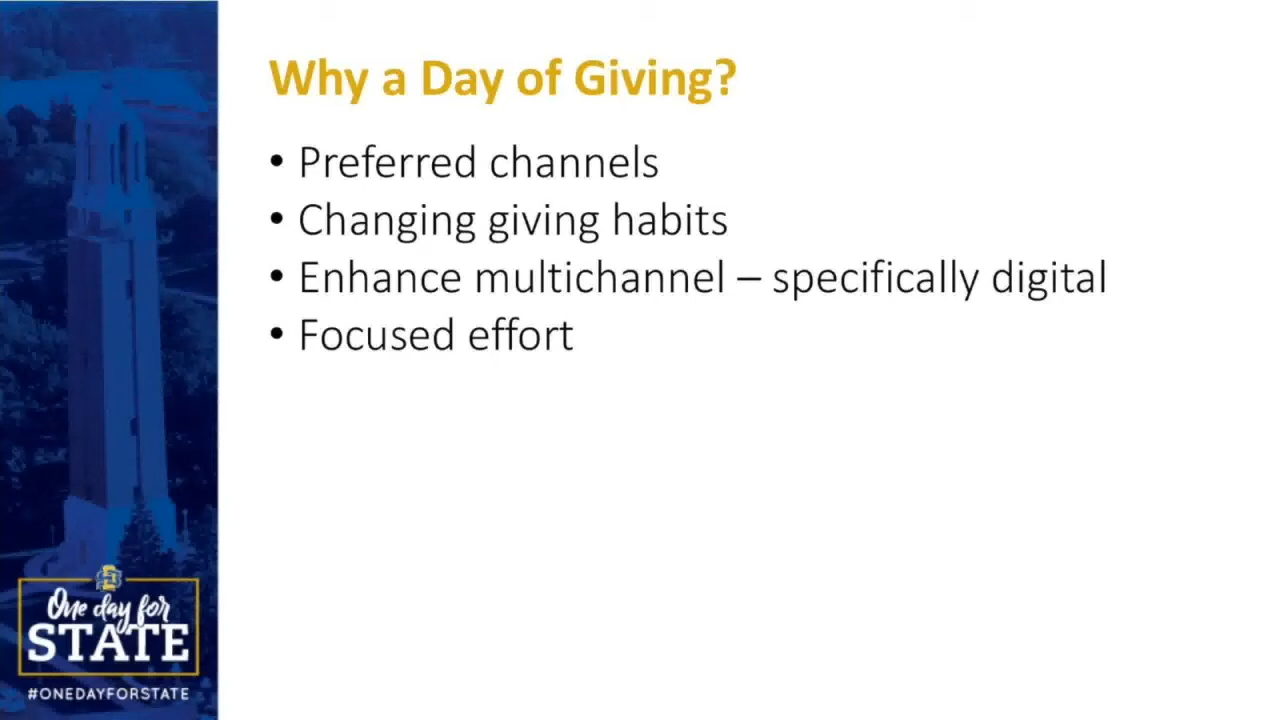 Why a Day of Giving?
• Preferred channels
• Changing giving habits
• Enhance multichannel – specifically digital
• Focused effort
One day for
STATE
#ONEDAYFORSTATE